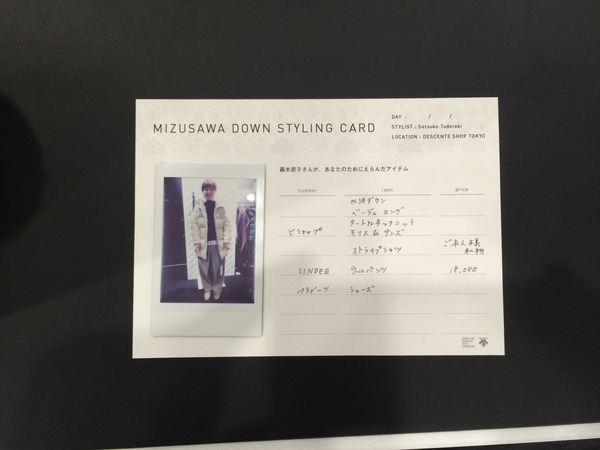 MIZUSAWA DOWN STYLING CARD
DAY : / /
STYLIST : Setsuko Todoroki
LOCATION : DESCENTE SHOP TOKYO
轟木節子さんが、あなたのためにえらんだアイテム
number item price
水沢ダウン
ベージュ ロング
タートルネックニット
ビショップ モリス & サンズ
ストライプシャツ ご本人様私物
YINDEE ウールパンツ 18,000
パラブーツ シューズ